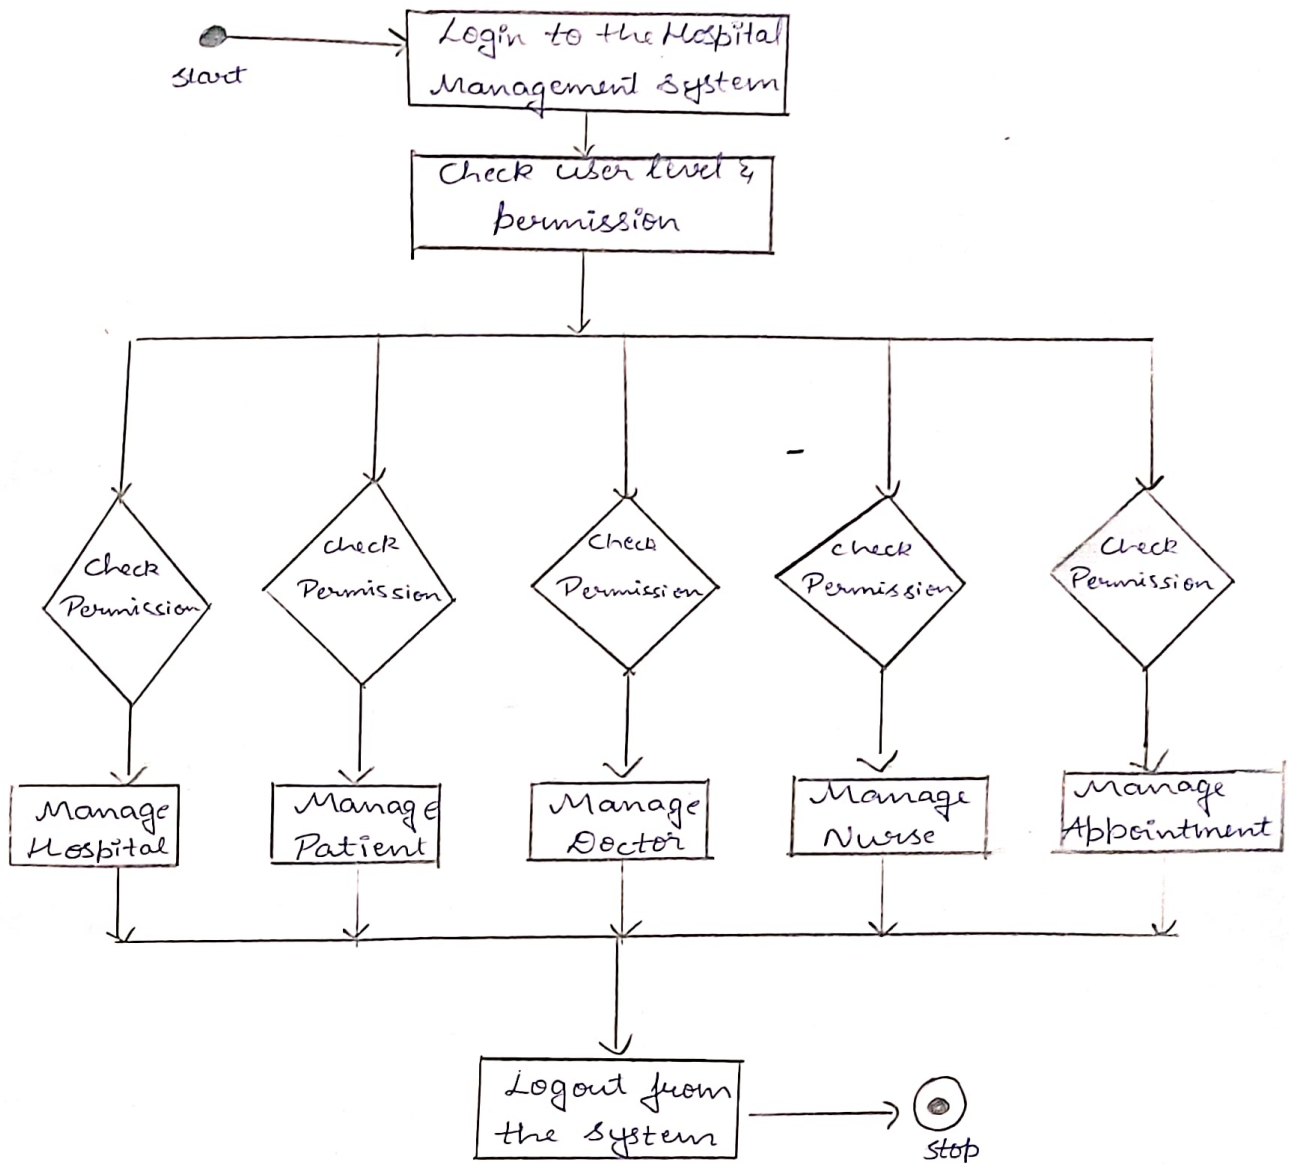 Login to the Hospital
Management system
start
Check user level &
permission
Check
Permission
Check
Permission
Check
Permission
Check
Permission
Check
Permission
Manage
Hospital
Manage
Patient
Manage
Doctor
Manage
Nurse
Manage
Appointment
Logout from
the system
stop